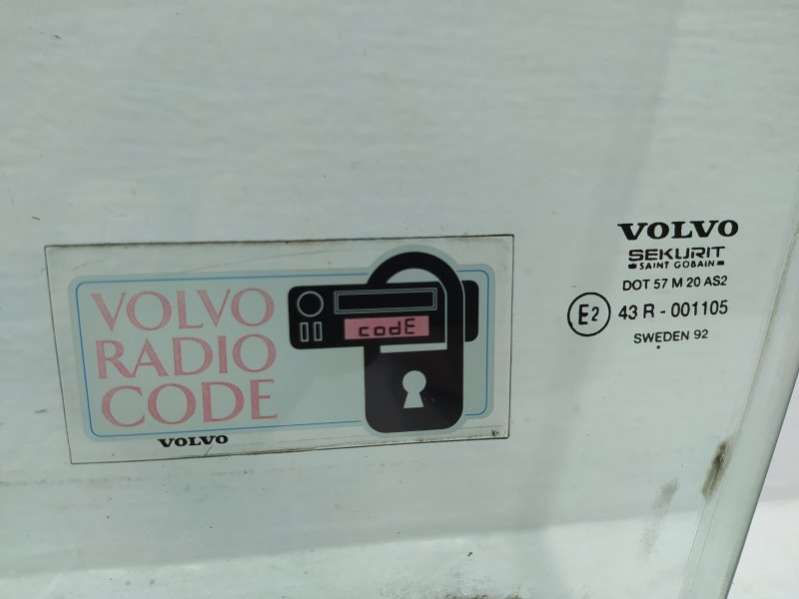 VOLVO
RADIO
CODE
VOLVO
codE
VOLVO
SEKURIT
SAINT GOBAIN
DOT 57 M 20 AS2
E2 43 R - 001105
SWEDEN 92